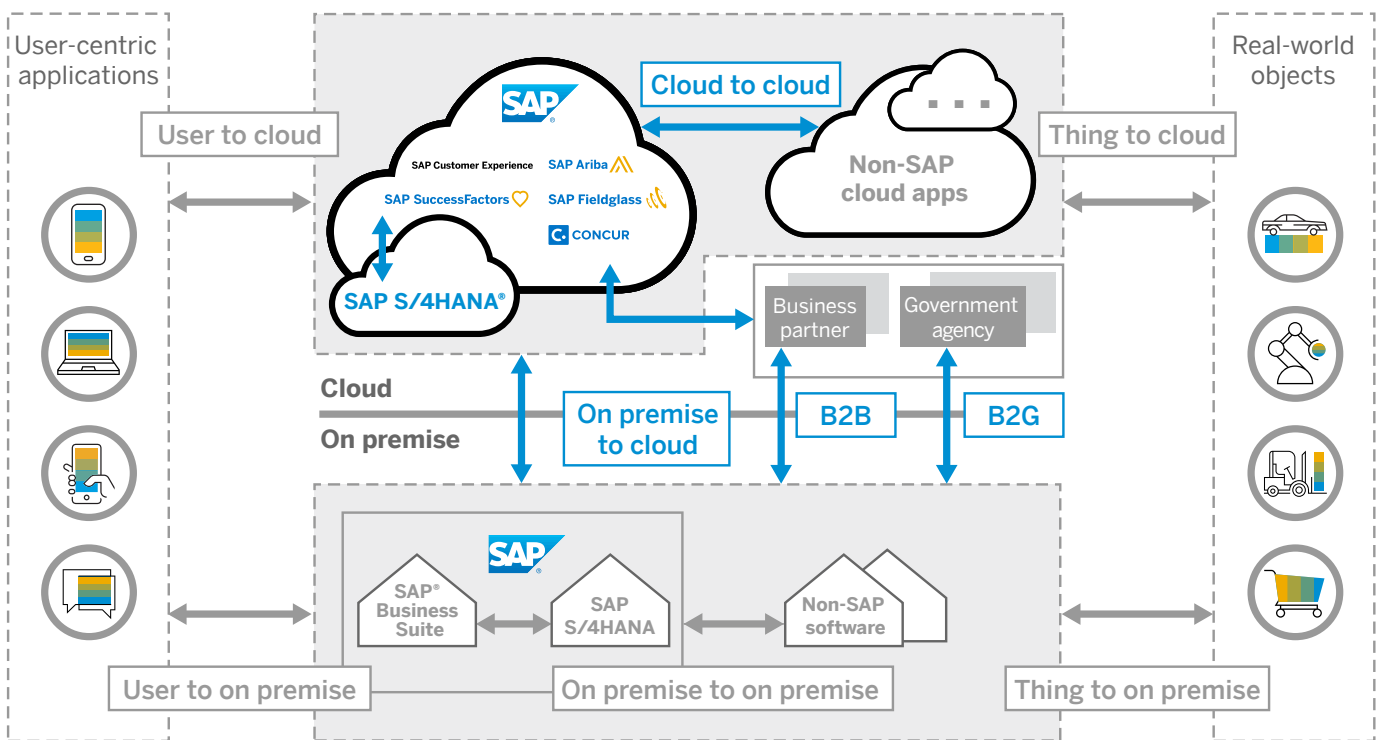 User-centric
applications
Real-world
objects
SAP
®
Cloud to cloud
...
User to cloud
Thing to cloud
SAP Customer Experience
SAP Ariba
Non-SAP
cloud apps
SAP SuccessFactors
SAP Fieldglass
C.
CONCUR
SAP S/4HANA®
Business
partner
Government
agency
Cloud
On premise
On premise
to cloud
B2B
B2G
SAP
®
SAP®
Business
Suite
SAP
S/4HANA
Non-SAP
software
User to on premise
On premise to on premise
Thing to on premise